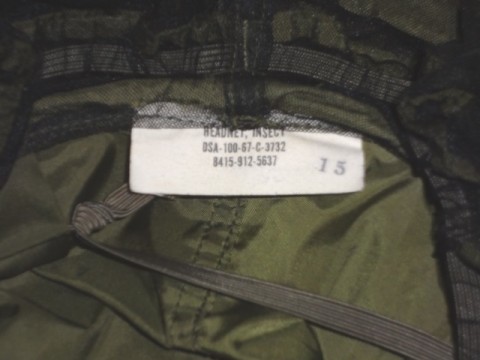 HEADNET, INSECT
DSA-100-67-C-3732
8415-912-5637
15